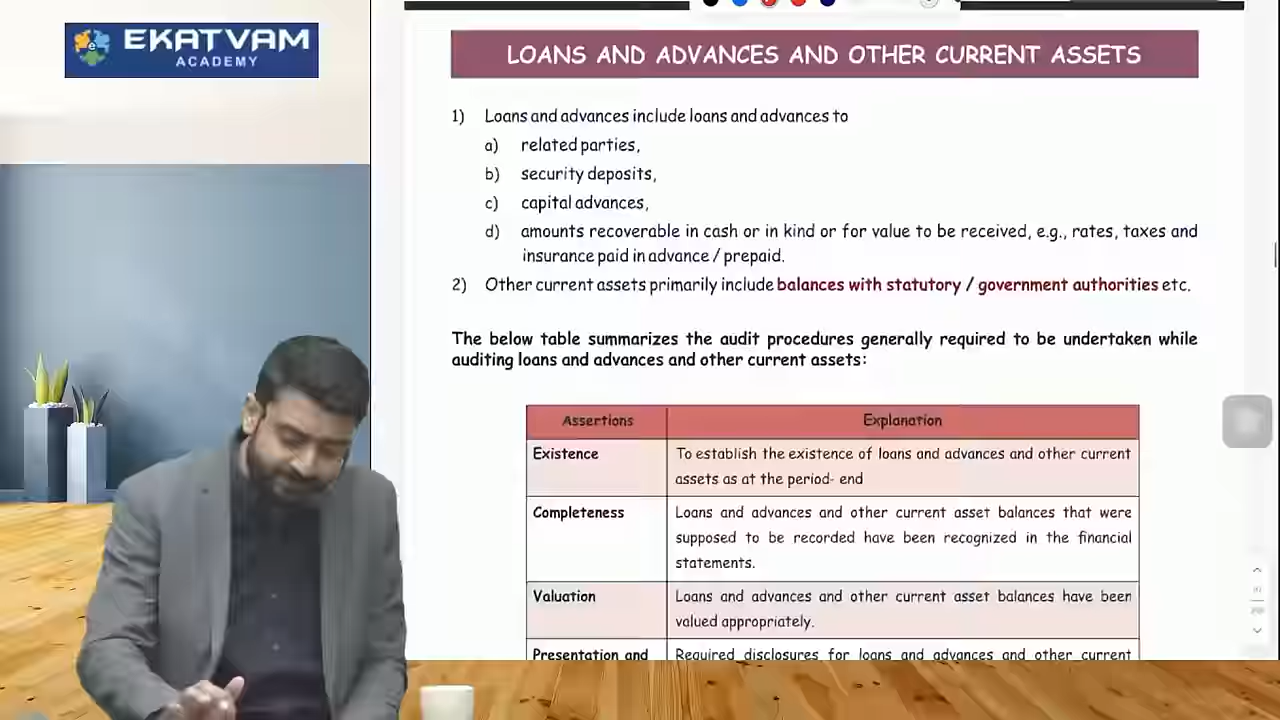 EKATVAM
ACADEMY
LOANS AND ADVANCES AND OTHER CURRENT ASSETS
1) Loans and advances include loans and advances to
a) related parties,
b) security deposits,
c) capital advances,
d) amounts recoverable in cash or in kind or for value to be received, e.g., rates, taxes and
insurance paid in advance / prepaid.
2) Other current assets primarily include balances with statutory / government authorities etc.
The below table summarizes the audit procedures generally required to be undertaken while
auditing loans and advances and other current assets:
Assertions Explanation
Existence To establish the existence of loans and advances and other current
assets as at the period- end
Completeness Loans and advances and other current asset balances that were
supposed to be recorded have been recognized in the financial
statements.
Valuation Loans and advances and other current asset balances have been
valued appropriately.
Presentation and Required disclosures for loans and advances and other current